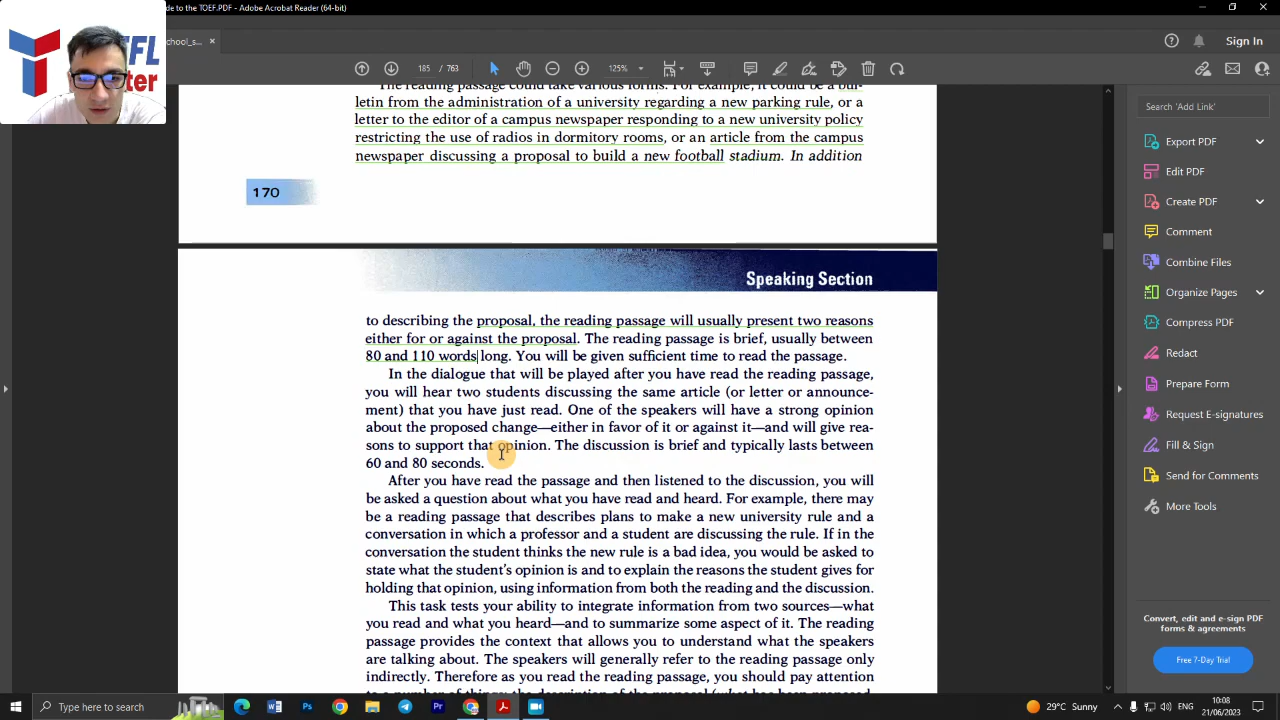 de to the TOEF.PDF - Adobe Acrobat Reader (64-bit)
chool_s...
Sign In
185 / 763
125%
The reading passage could take various forms. For example, it could be a bul-
letin from the administration of a university regarding a new parking rule, or a
letter to the editor of a campus newspaper responding to a new university policy
restricting the use of radios in dormitory rooms, or an article from the campus
newspaper discussing a proposal to build a new football stadium. In addition
170
Speaking Section
to describing the proposal, the reading passage will usually present two reasons
either for or against the proposal. The reading passage is brief, usually between
80 and 110 words long. You will be given sufficient time to read the passage.
In the dialogue that will be played after you have read the reading passage,
you will hear two students discussing the same article (or letter or announce-
ment) that you have just read. One of the speakers will have a strong opinion
about the proposed change—either in favor of it or against it—and will give rea-
sons to support that opinion. The discussion is brief and typically lasts between
60 and 80 seconds.
After you have read the passage and then listened to the discussion, you will
be asked a question about what you have read and heard. For example, there may
be a reading passage that describes plans to make a new university rule and a
conversation in which a professor and a student are discussing the rule. If in the
conversation the student thinks the new rule is a bad idea, you would be asked to
state what the student's opinion is and to explain the reasons the student gives for
holding that opinion, using information from both the reading and the discussion.
This task tests your ability to integrate information from two sources—what
you read and what you heard—and to summarize some aspect of it. The reading
passage provides the context that allows you to understand what the speakers
are talking about. The speakers will generally refer to the reading passage only
indirectly. Therefore as you read the reading passage, you should pay attention
to a number of things: the description of the proposal (what has been proposed,
Search 'Add Link'
Export PDF
Edit PDF
Create PDF
Comment
Combine Files
Organize Pages
Compress PDF
Redact
Prepare Form
Request E-signatures
Fill & Sign
Send for Comments
More Tools
Convert, edit and e-sign PDF
forms & agreements
Free 7-Day Trial
Type here to search
29°C Sunny
ENG
10:08
21/06/2023